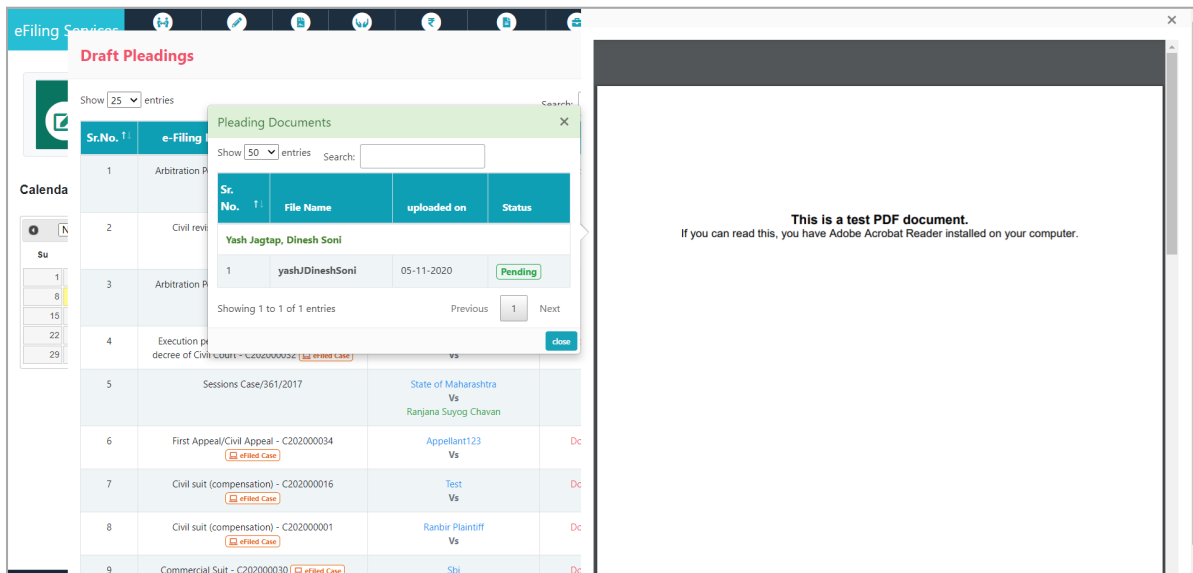 eFiling Services
×
Draft Pleadings
Show 25 entries
Search:
Sr.No.
e-Filing
Pleading Documents ×
Show 50 entries Search:
Sr. No. File Name uploaded on Status
Yash Jagtap, Dinesh Soni
1 yashJDineshSoni 05-11-2020 Pending
Showing 1 to 1 of 1 entries Previous 1 Next
close
1 Arbitration P
2 Civil revi
3 Arbitration P
4 Execution pe
decree of Civil Court - C202000032 eFiled Case Vs
5 Sessions Case/361/2017 State of Maharashtra
Vs
Ranjana Suyog Chavan
6 First Appeal/Civil Appeal - C202000034 Appellant123 Do
eFiled Case Vs
7 Civil suit (compensation) - C202000016 Test Do
eFiled Case Vs
8 Civil suit (compensation) - C202000001 Ranbir Plaintiff Do
eFiled Case Vs
9 Commercial Suit - C202000030 eFiled Case Sbi Do
Calenda
N
Su
1
8
15
22
29
This is a test PDF document.
If you can read this, you have Adobe Acrobat Reader installed on your computer.